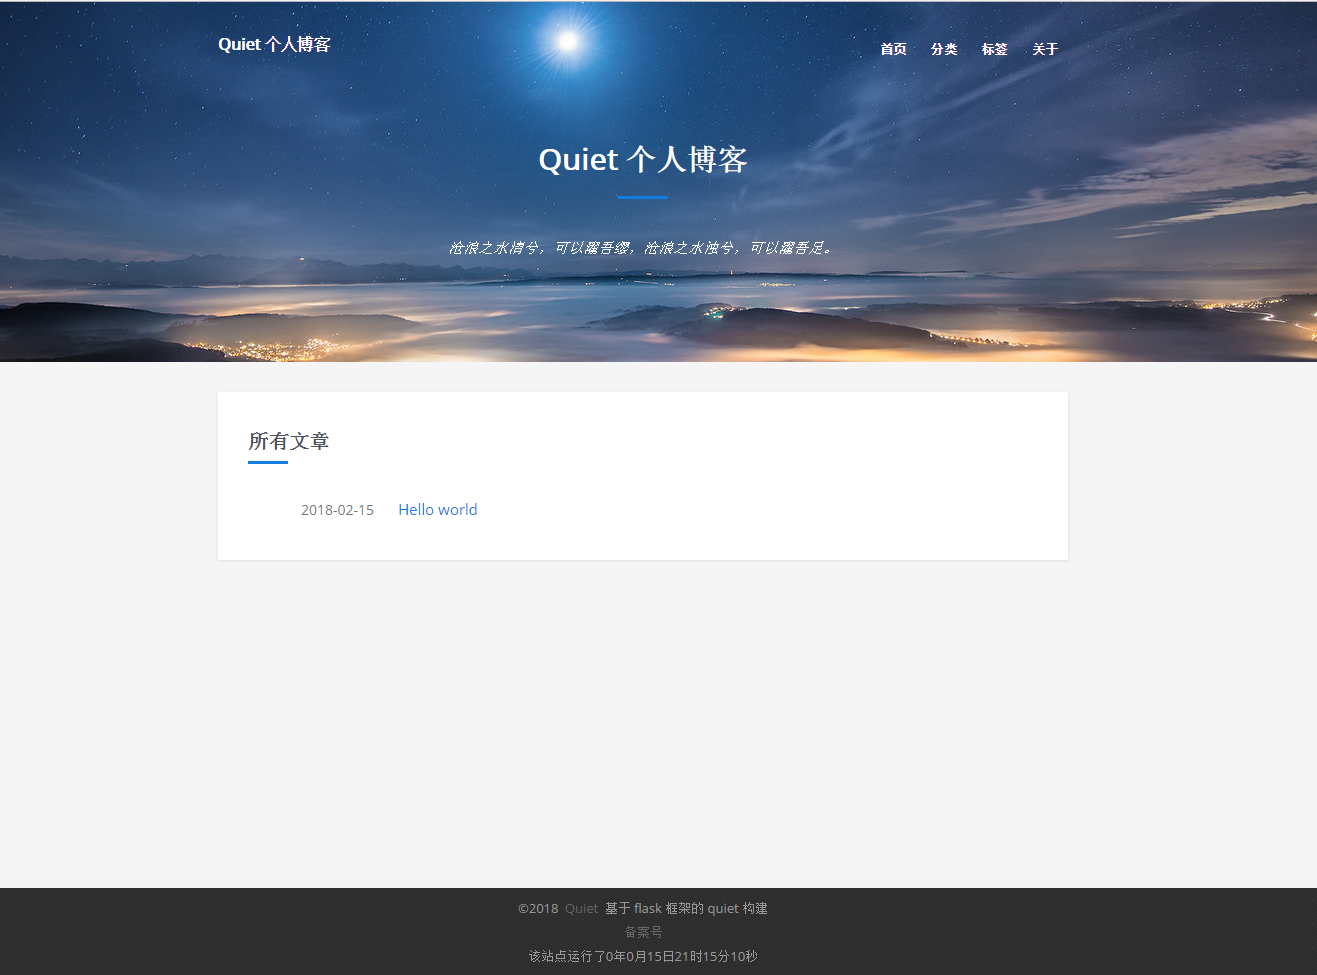 Quiet 个人博客
首页 分类 标签 关于
Quiet 个人博客
沧浪之水清兮，可以濯吾缨，沧浪之水浊兮，可以濯吾足。
所有文章
2018-02-15 Hello world
©2018 Quiet 基于 flask 框架的 quiet 构建
备案号
该站点运行了0年0月15日21时15分10秒